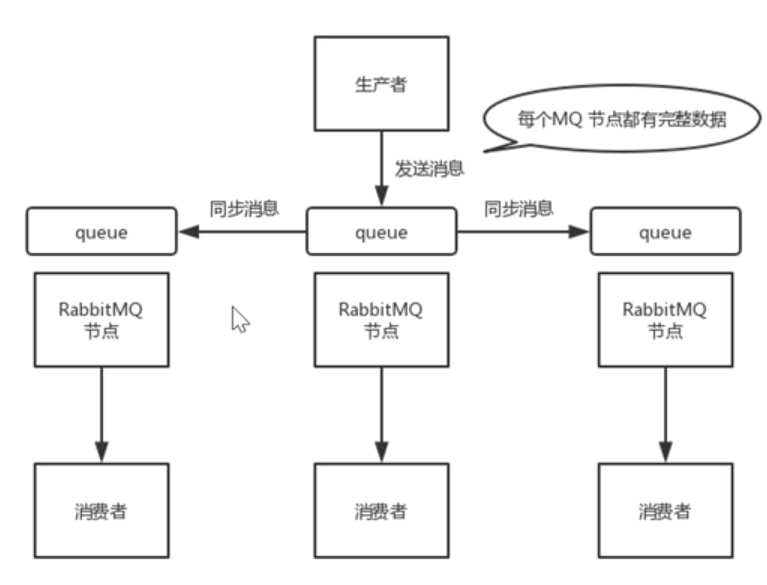 生产者
每个MQ 节点都有完整数据
发送消息
同步消息
同步消息
queue
queue
queue
RabbitMQ
节点
RabbitMQ
节点
RabbitMQ
节点
消费者
消费者
消费者